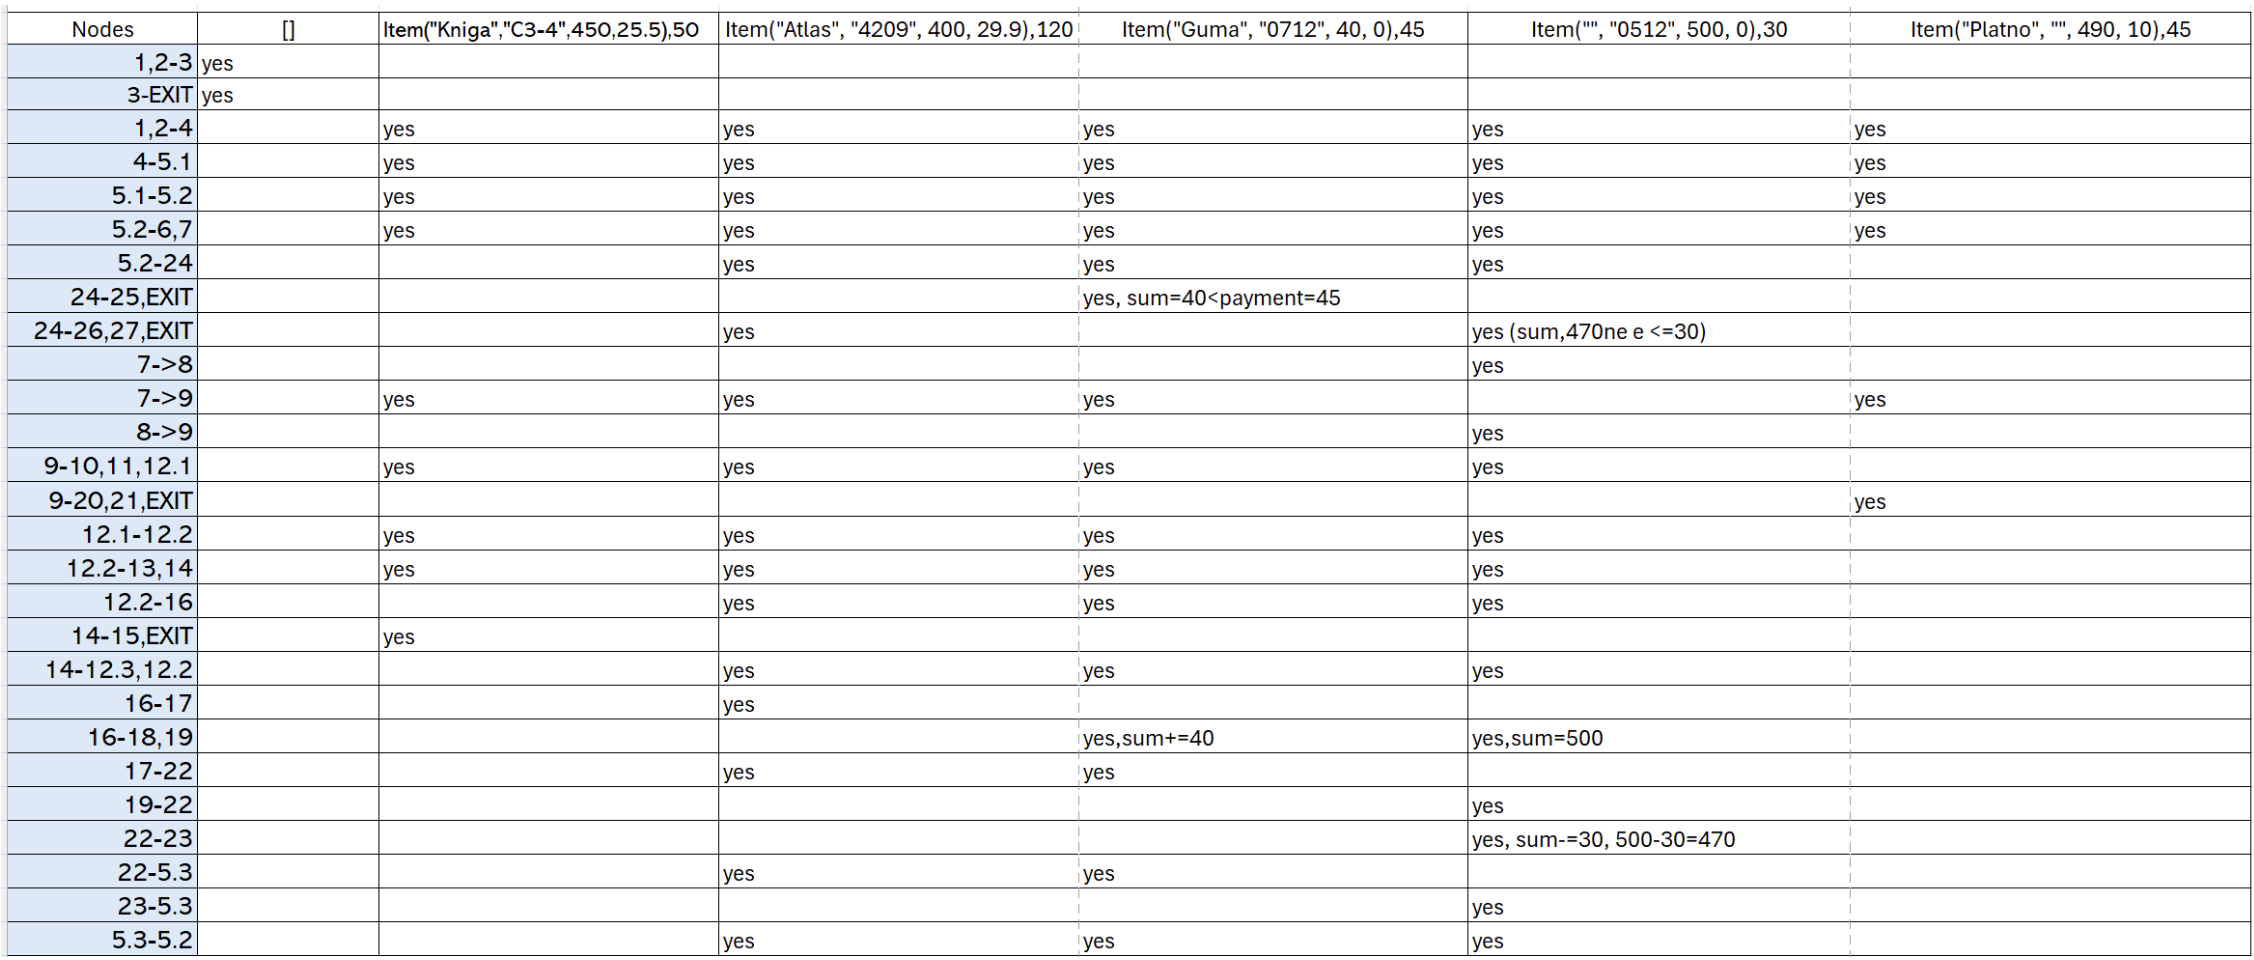 Nodes [] Item("Kniga","C3-4",450,25.5),50 Item("Atlas", "4209", 400, 29.9),120 Item("Guma", "0712", 40, 0),45 Item("", "0512", 500, 0),30 Item("Platno", "", 490, 10),45
1,2-3 yes
3-EXIT yes
1,2-4 yes yes yes yes yes
4-5.1 yes yes yes yes yes
5.1-5.2 yes yes yes yes yes
5.2-6,7 yes yes yes yes yes
5.2-24 yes yes yes
24-25,EXIT yes, sum=40<payment=45
24-26,27,EXIT yes yes (sum,470ne e <=30)
7->8 yes
7->9 yes yes yes yes
8->9 yes
9-10,11,12.1 yes yes yes yes
9-20,21,EXIT yes
12.1-12.2 yes yes yes yes
12.2-13,14 yes yes yes yes
12.2-16 yes yes yes
14-15,EXIT yes
14-12.3,12.2 yes yes yes
16-17 yes
16-18,19 yes,sum+=40 yes,sum=500
17-22 yes yes
19-22 yes
22-23 yes, sum-=30, 500-30=470
22-5.3 yes yes
23-5.3 yes
5.3-5.2 yes yes yes